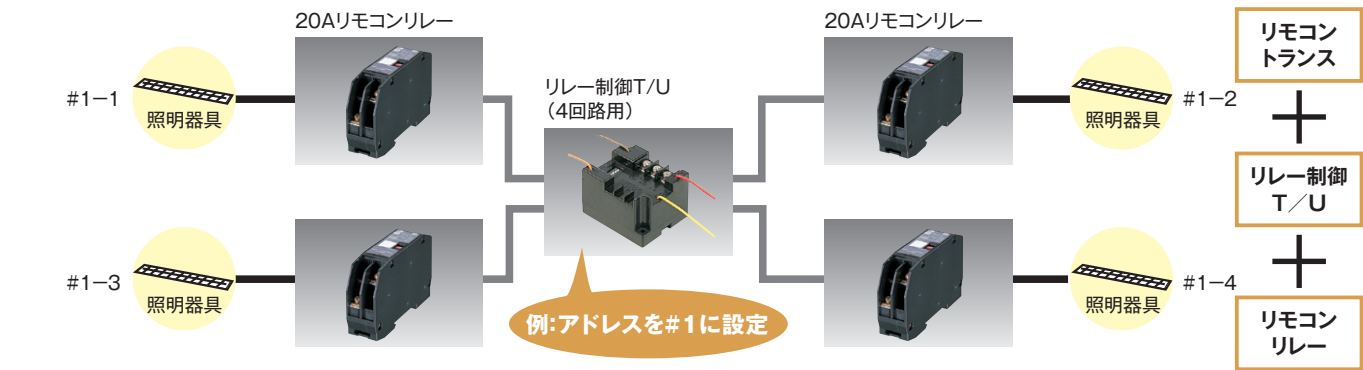 20Aリモコンリレー
20Aリモコンリレー
リレー制御T/U
（4回路用）
#1－1
照明器具
照明器具
#1－2
#1－3
照明器具
照明器具
#1－4
例：アドレスを#1に設定
リモコン
トランス
＋
リレー制御
T／U
＋
リモコン
リレー